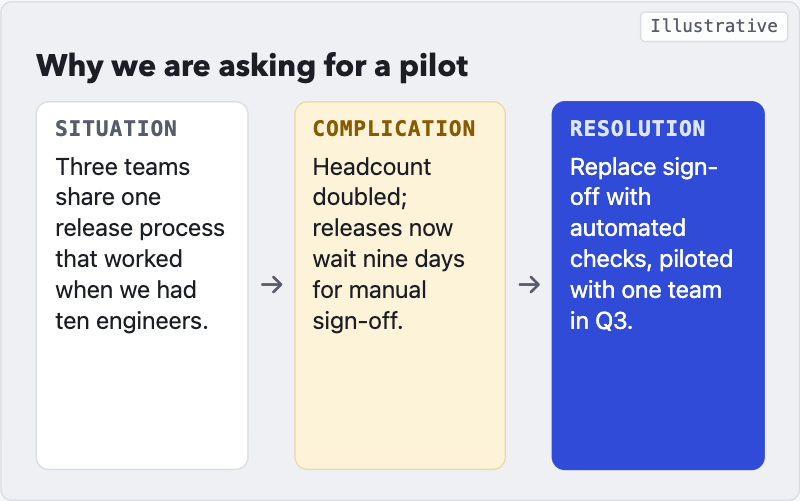 Illustrative
Why we are asking for a pilot
SITUATION
Three teams
share one
release process
that worked
when we had
ten engineers.
→
COMPLICATION
Headcount
doubled;
releases now
wait nine days
for manual
sign-off.
→
RESOLUTION
Replace sign-
off with
automated
checks, piloted
with one team
in Q3.